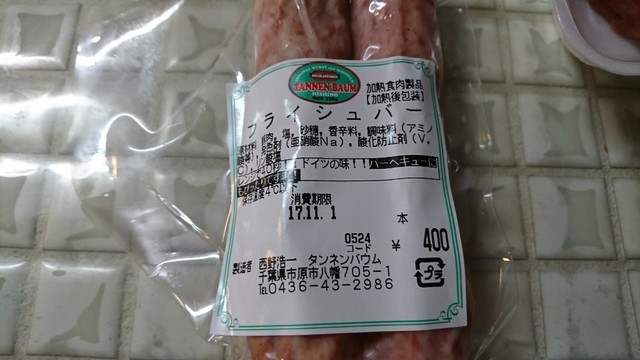 TANNEN BAUM
加熱食肉製品
【加熱後包装】
フライシュバー
豚肉、塩、砂糖、香辛料、調味料(アミノ
(亜硝酸Na)、酸化防止剤(V.
ドイツの味!!バーベキューに
消費期限
17.11.1
本
0524
コード
¥ 400
製造者 西野浩一 タンネンバウム
千葉県市原市八幡705-1
TEL0436-43-2986
プラ